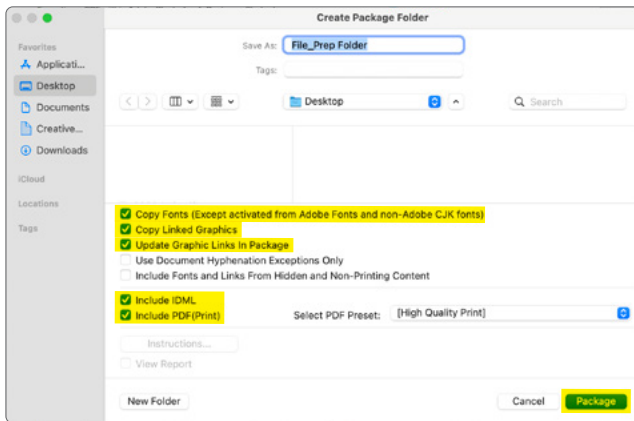 Create Package Folder
Favorites
Applicati...
Desktop
Documents
Creative...
Downloads
iCloud
Locations
Tags
Save As: File_Prep Folder
Tags:
Desktop
Search
Copy Fonts (Except activated from Adobe Fonts and non-Adobe CJK fonts)
Copy Linked Graphics
Update Graphic Links In Package
Use Document Hyphenation Exceptions Only
Include Fonts and Links From Hidden and Non-Printing Content
Include IDML
Include PDF(Print) Select PDF Preset: [High Quality Print]
Instructions...
View Report
New Folder Cancel Package